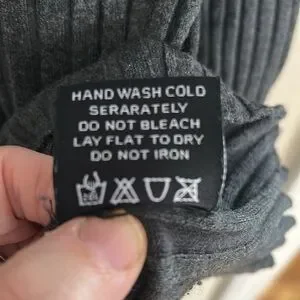 HAND WASH COLD
SERARATELY
DO NOT BLEACH
LAY FLAT TO DRY
DO NOT IRON